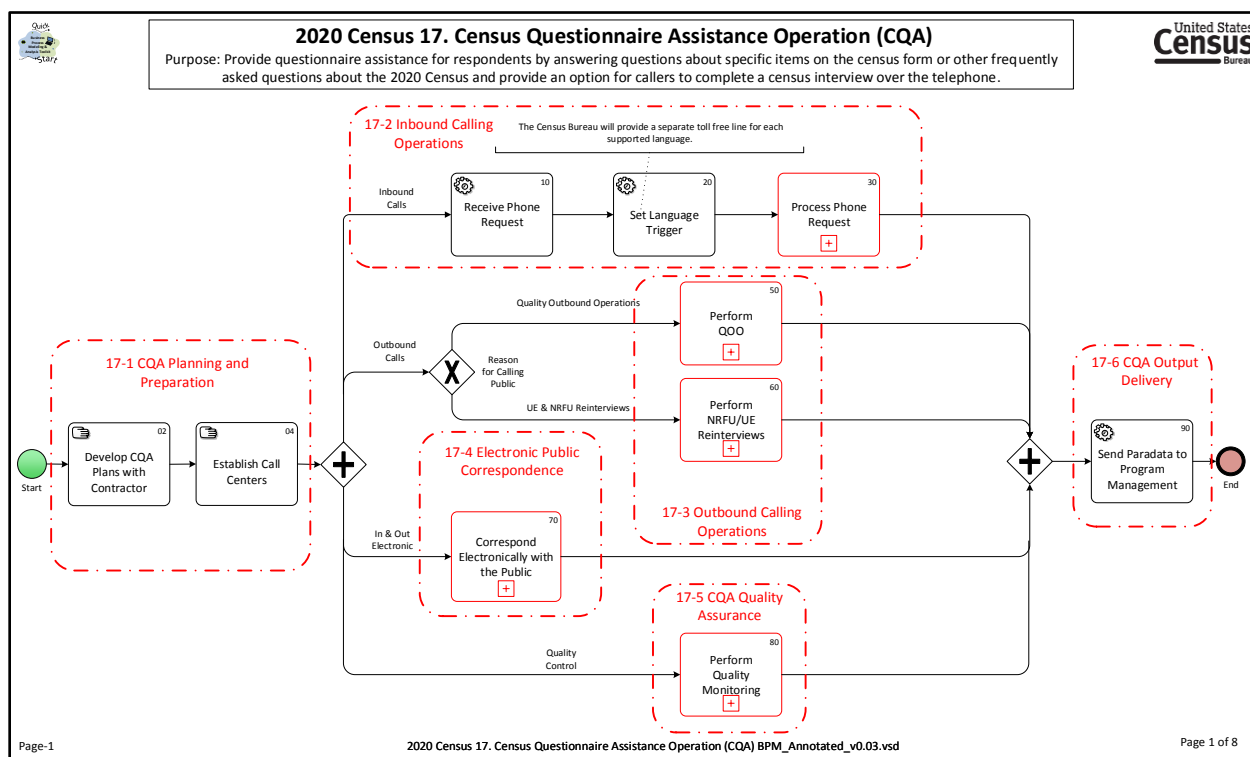 Quick
Business
Process
Modeling &
Analysis Toolkit
Start
2020 Census 17. Census Questionnaire Assistance Operation (CQA)
Purpose: Provide questionnaire assistance for respondents by answering questions about specific items on the census form or other frequently
asked questions about the 2020 Census and provide an option for callers to complete a census interview over the telephone.
United States
Census
Bureau
17-2 Inbound Calling
Operations
The Census Bureau will provide a separate toll free line for each
supported language.
Inbound
Calls
10
Receive Phone
Request
20
Set Language
Trigger
30
Process Phone
Request
Quality Outbound Operations
50
Perform
QOO
Outbound
Calls
X
Reason
for Calling
Public
UE & NRFU Reinterviews
60
Perform
NRFU/UE
Reinterviews
17-3 Outbound Calling
Operations
17-1 CQA Planning and
Preparation
Start
02
Develop CQA
Plans with
Contractor
04
Establish Call
Centers
17-4 Electronic Public
Correspondence
In & Out
Electronic
70
Correspond
Electronically with
the Public
17-5 CQA Quality
Assurance
Quality
Control
80
Perform
Quality
Monitoring
17-6 CQA Output
Delivery
90
Send Paradata to
Program
Management
End
Page-1
2020 Census 17. Census Questionnaire Assistance Operation (CQA) BPM_Annotated_v0.03.vsd
Page 1 of 8